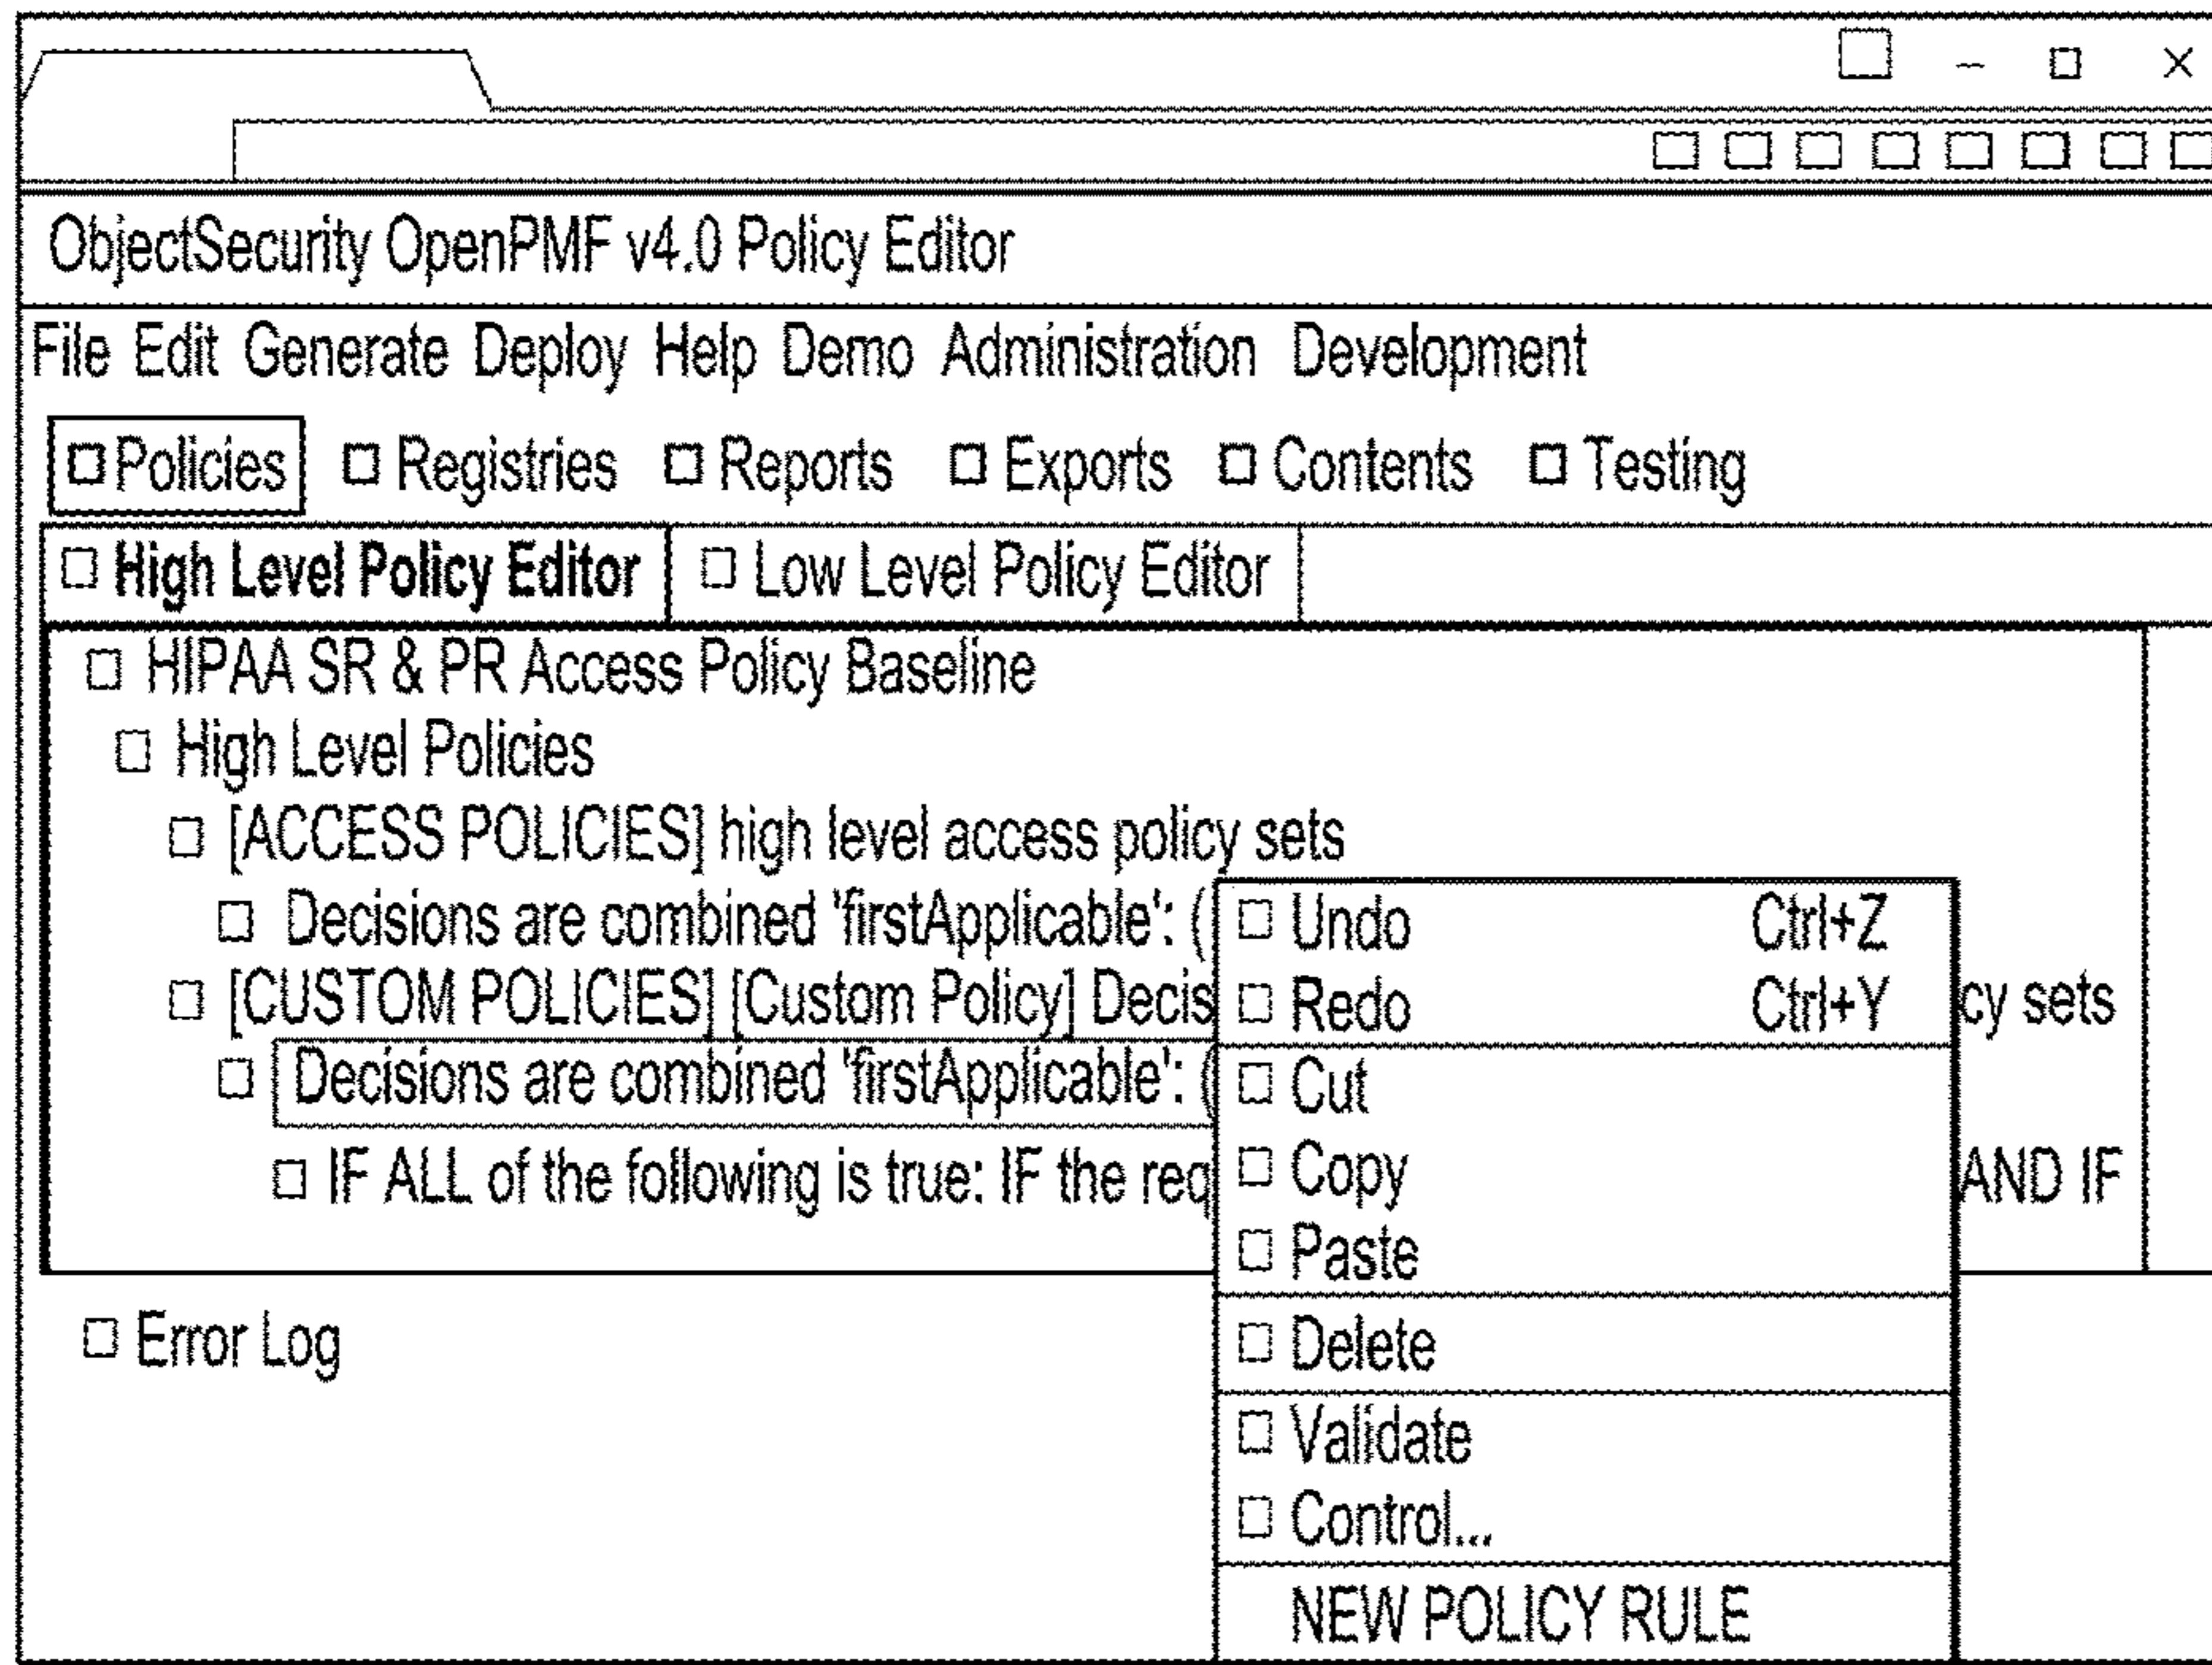 ObjectSecurity OpenPMF v4.0 Policy Editor
File Edit Generate Deploy Help Demo Administration Development
Policies Registries Reports Exports Contents Testing
High Level Policy Editor Low Level Policy Editor
HIPAA SR & PR Access Policy Baseline
High Level Policies
[ACCESS POLICIES] high level access policy sets
Decisions are combined 'firstApplicable': (
[CUSTOM POLICIES] [Custom Policy] Decis
cy sets
Decisions are combined 'firstApplicable': (
IF ALL of the following is true: IF the req
AND IF
Error Log
Undo Ctrl+Z
Redo Ctrl+Y
Cut
Copy
Paste
Delete
Validate
Control...
NEW POLICY RULE